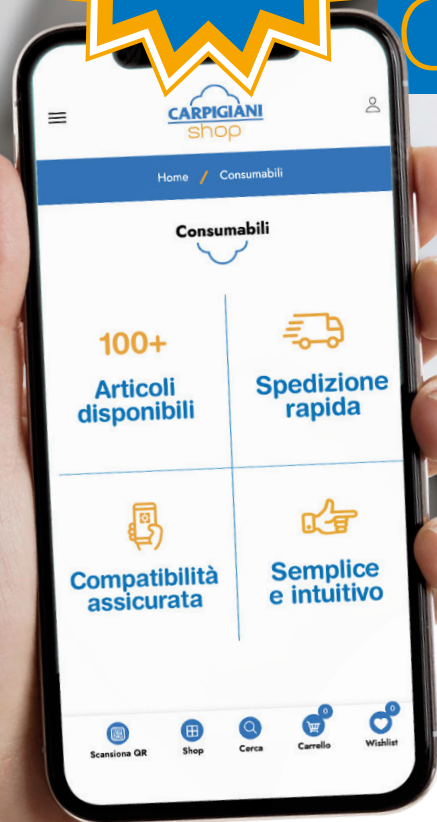 CARPIGIANI
shop
Home / Consumabili
Consumabili
100+
Articoli
disponibili
Spedizione
rapida
Compatibilità
assicurata
Semplice
e intuitivo
0
0
Scansiona QR
Shop
Cerca
Carrello
Wishlist